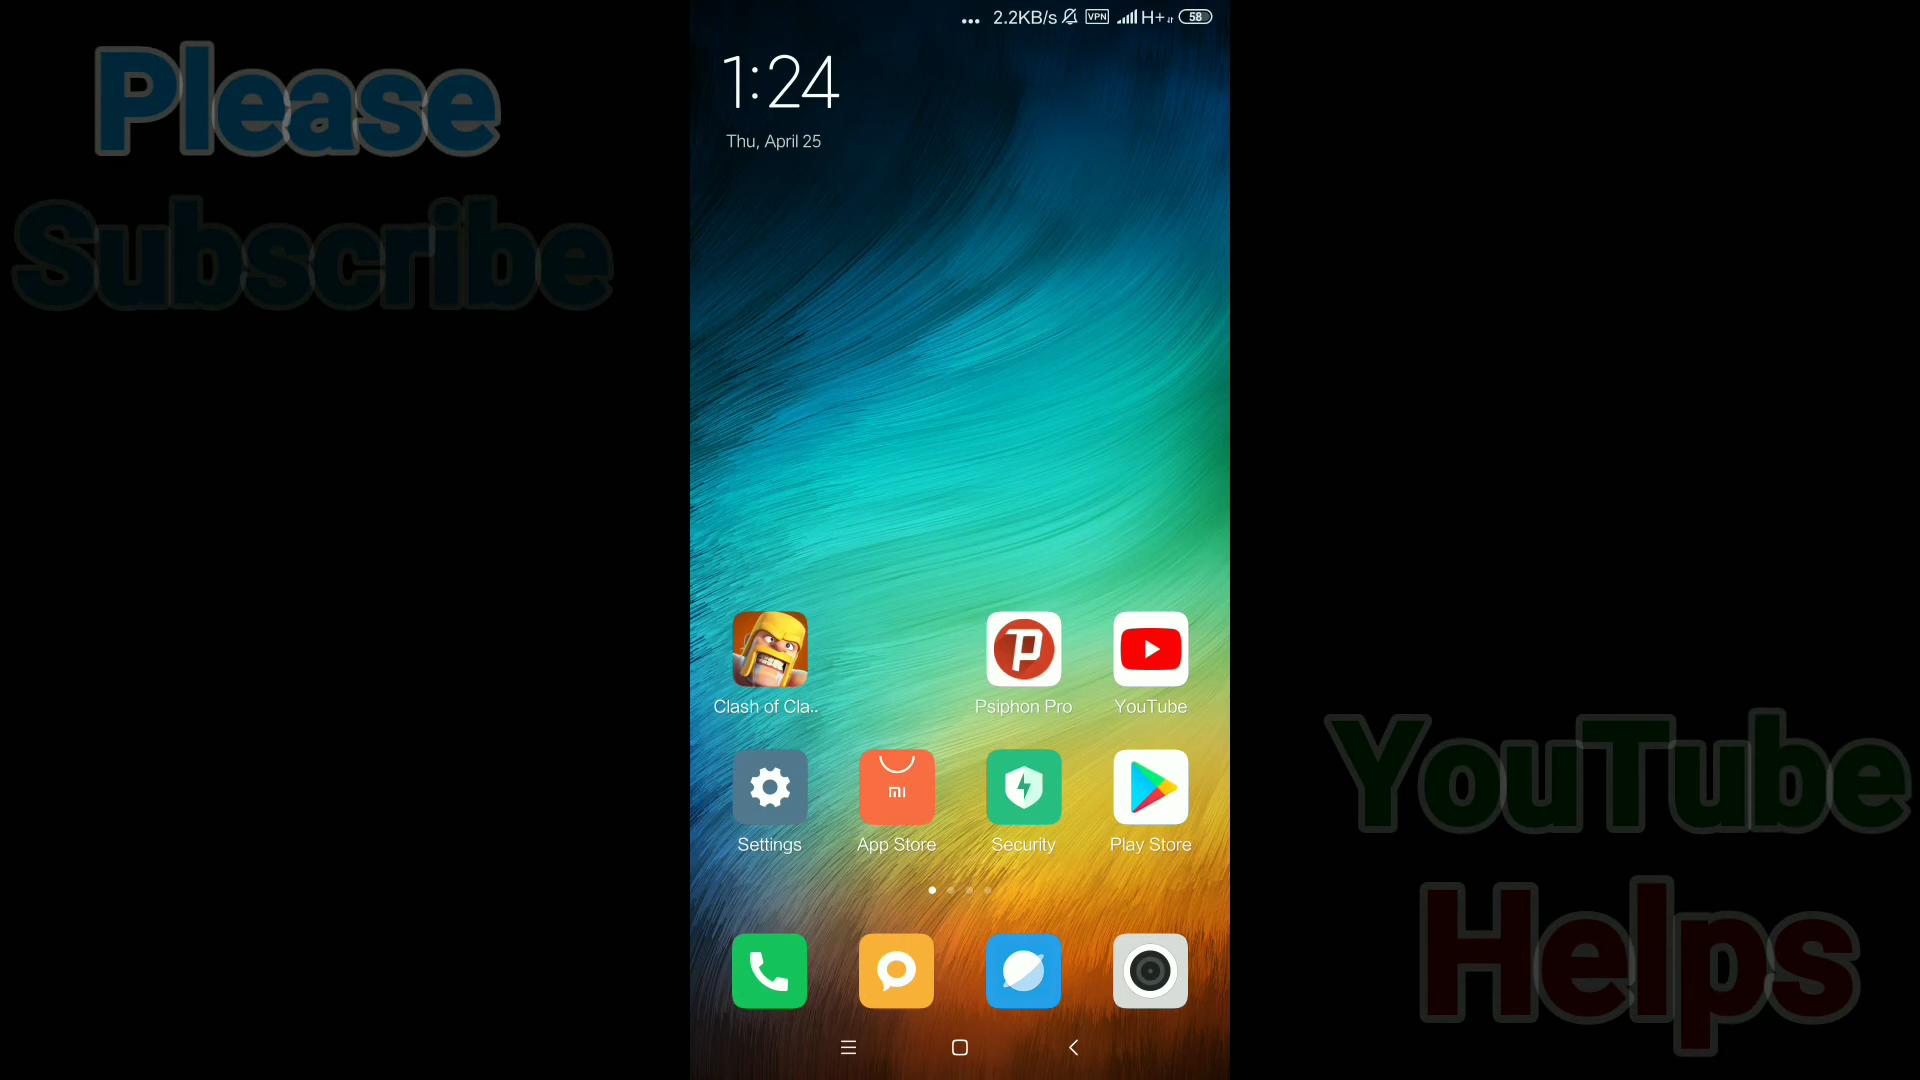 Please
Subscribe
... 2.2KB/s VPN H+ 58
1:24
Thu, April 25
Clash of Cla..
Psiphon Pro
YouTube
mi
Settings
App Store
Security
Play Store
YouTube
Helps